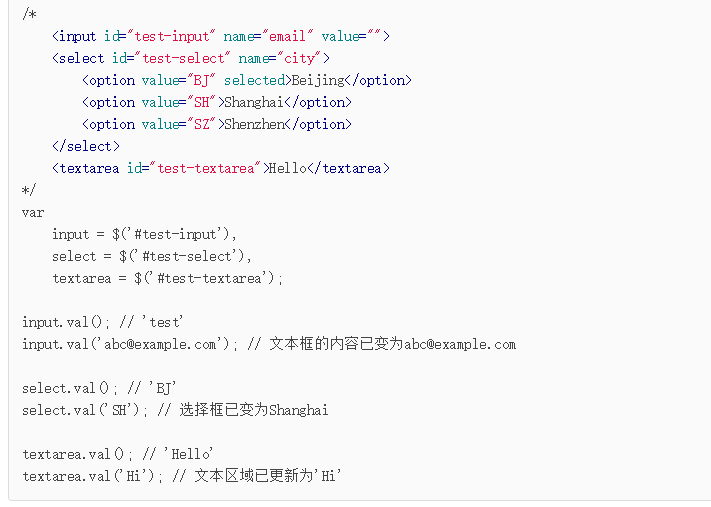 /*
    <input id="test-input" name="email" value="">
    <select id="test-select" name="city">
        <option value="BJ" selected>Beijing</option>
        <option value="SH">Shanghai</option>
        <option value="SZ">Shenzhen</option>
    </select>
    <textarea id="test-textarea">Hello</textarea>
*/
var
    input = $('#test-input'),
    select = $('#test-select'),
    textarea = $('#test-textarea');

input.val(); // 'test'
input.val('abc@example.com'); // 文本框的内容已变为abc@example.com

select.val(); // 'BJ'
select.val('SH'); // 选择框已变为Shanghai

textarea.val(); // 'Hello'
textarea.val('Hi'); // 文本区域已更新为'Hi'